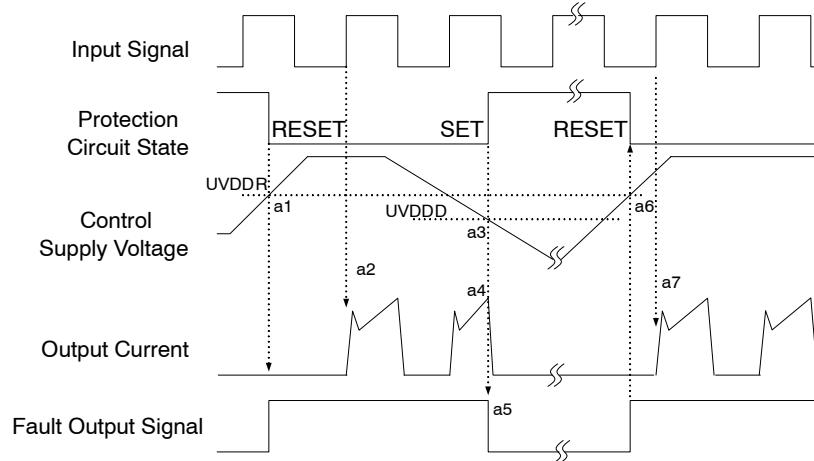 Input Signal
Protection
Circuit State
RESET
SET
RESET
UVDDR
a1
UVDDD
a3
a6
Control
Supply Voltage
a2
a4
a7
Output Current
a5
Fault Output Signal